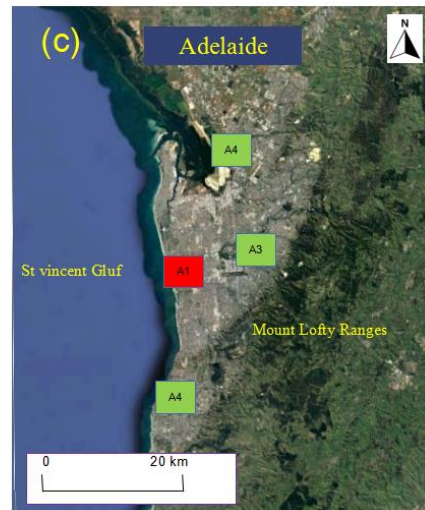 (c)
Adelaide
N
A4
A3
St vincent Gluf
A1
Mount Lofty Ranges
A4
0 20 km